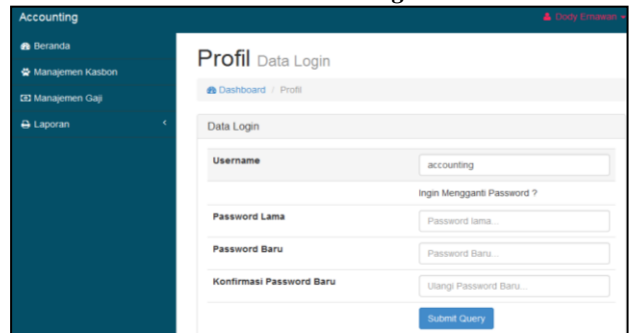 Accounting
Dody Ernawan
Beranda
Manajemen Kasbon
Manajemen Gaji
Laporan
Profil Data Login
Dashboard / Profil
Data Login
Username
accounting
Ingin Mengganti Password ?
Password Lama
Password lama...
Password Baru
Password Baru...
Konfirmasi Password Baru
Ulangi Password Baru...
Submit Query